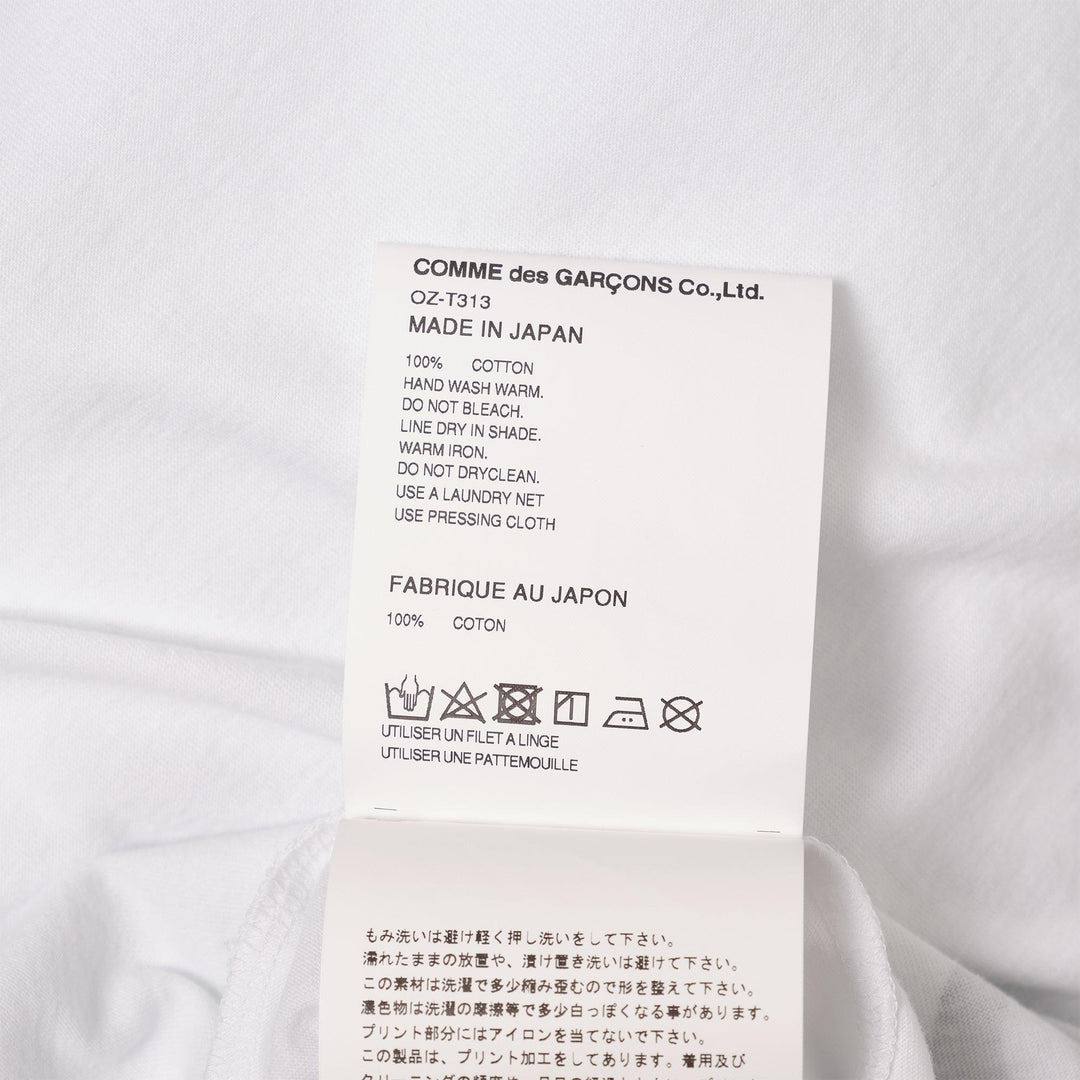 COMME des GARÇONS Co.,Ltd.
OZ-T313
MADE IN JAPAN
100% COTTON
HAND WASH WARM.
DO NOT BLEACH.
LINE DRY IN SHADE.
WARM IRON.
DO NOT DRYCLEAN.
USE A LAUNDRY NET
USE PRESSING CLOTH
FABRIQUE AU JAPON
100% COTON
UTILISER UN FILET A LINGE
UTILISER UNE PATTEMOUILLE
もみ洗いは避け軽く押し洗いをして下さい。
濡れたままの放置や、漬け置き洗いは避けて下さい。
この素材は洗濯で多少縮み歪むので形を整えて下さい。
濃色物は洗濯の摩擦等で多少白っぽくなる事があります。
プリント部分にはアイロンを当てないで下さい。
この製品は、プリント加工をしてあります。着用及び